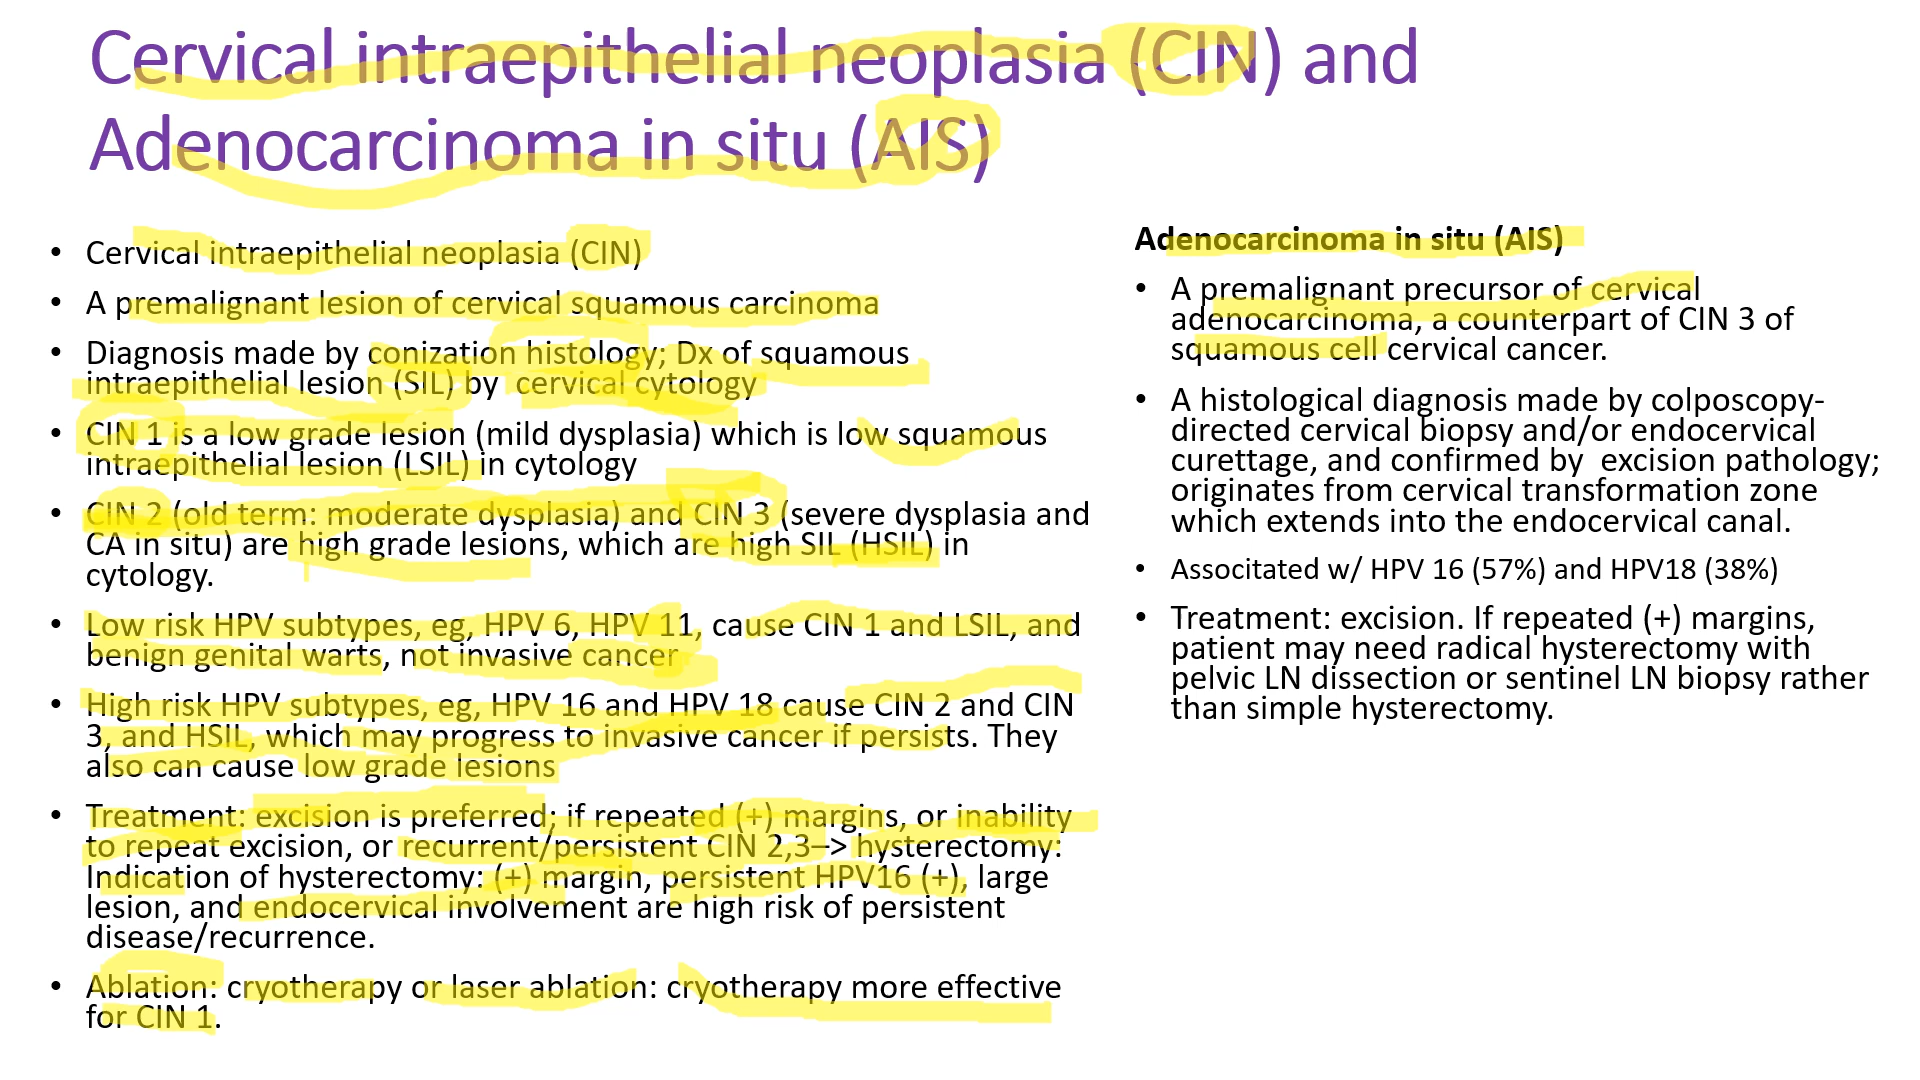 Cervical intraepithelial neoplasia (CIN) and
Adenocarcinoma in situ (AIS)
• Cervical intraepithelial neoplasia (CIN)
• A premalignant lesion of cervical squamous carcinoma
• Diagnosis made by conization histology; Dx of squamous
intraepithelial lesion (SIL) by  cervical cytology
• CIN 1 is a low grade lesion (mild dysplasia) which is low squamous
intraepithelial lesion (LSIL) in cytology
• CIN 2 (old term: moderate dysplasia) and CIN 3 (severe dysplasia and
CA in situ) are high grade lesions, which are high SIL (HSIL) in
cytology.
• Low risk HPV subtypes, eg, HPV 6, HPV 11, cause CIN 1 and LSIL, and
benign genital warts, not invasive cancer
• High risk HPV subtypes, eg, HPV 16 and HPV 18 cause CIN 2 and CIN
3, and HSIL, which may progress to invasive cancer if persists. They
also can cause low grade lesions
• Treatment: excision is preferred; if repeated (+) margins, or inability
to repeat excision, or recurrent/persistent CIN 2,3–> hysterectomy:
Indication of hysterectomy: (+) margin, persistent HPV16 (+), large
lesion, and endocervical involvement are high risk of persistent
disease/recurrence.
• Ablation: cryotherapy or laser ablation: cryotherapy more effective
for CIN 1.
Adenocarcinoma in situ (AIS)
• A premalignant precursor of cervical
adenocarcinoma, a counterpart of CIN 3 of
squamous cell cervical cancer.
• A histological diagnosis made by colposcopy-
directed cervical biopsy and/or endocervical
curettage, and confirmed by  excision pathology;
originates from cervical transformation zone
which extends into the endocervical canal.
• Associtated w/ HPV 16 (57%) and HPV18 (38%)
• Treatment: excision. If repeated (+) margins,
patient may need radical hysterectomy with
pelvic LN dissection or sentinel LN biopsy rather
than simple hysterectomy.